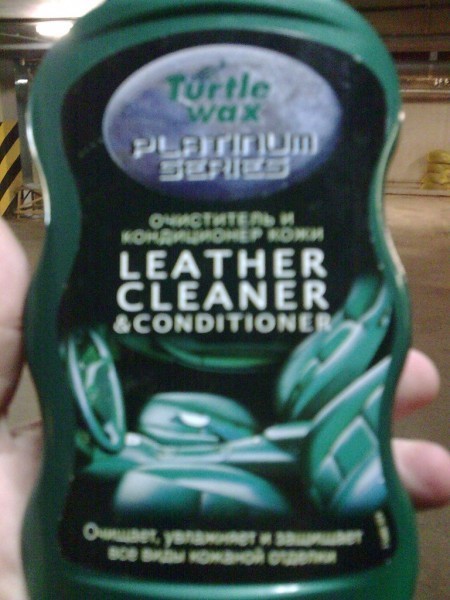 Turtle
wax
PLATINUM
SERIES
ОЧИСТИТЕЛЬ И
КОНДИЦИОНЕР КОЖИ
LEATHER
CLEANER
&CONDITIONER
Очищает, увлажняет и защищает
все виды кожаной отделки